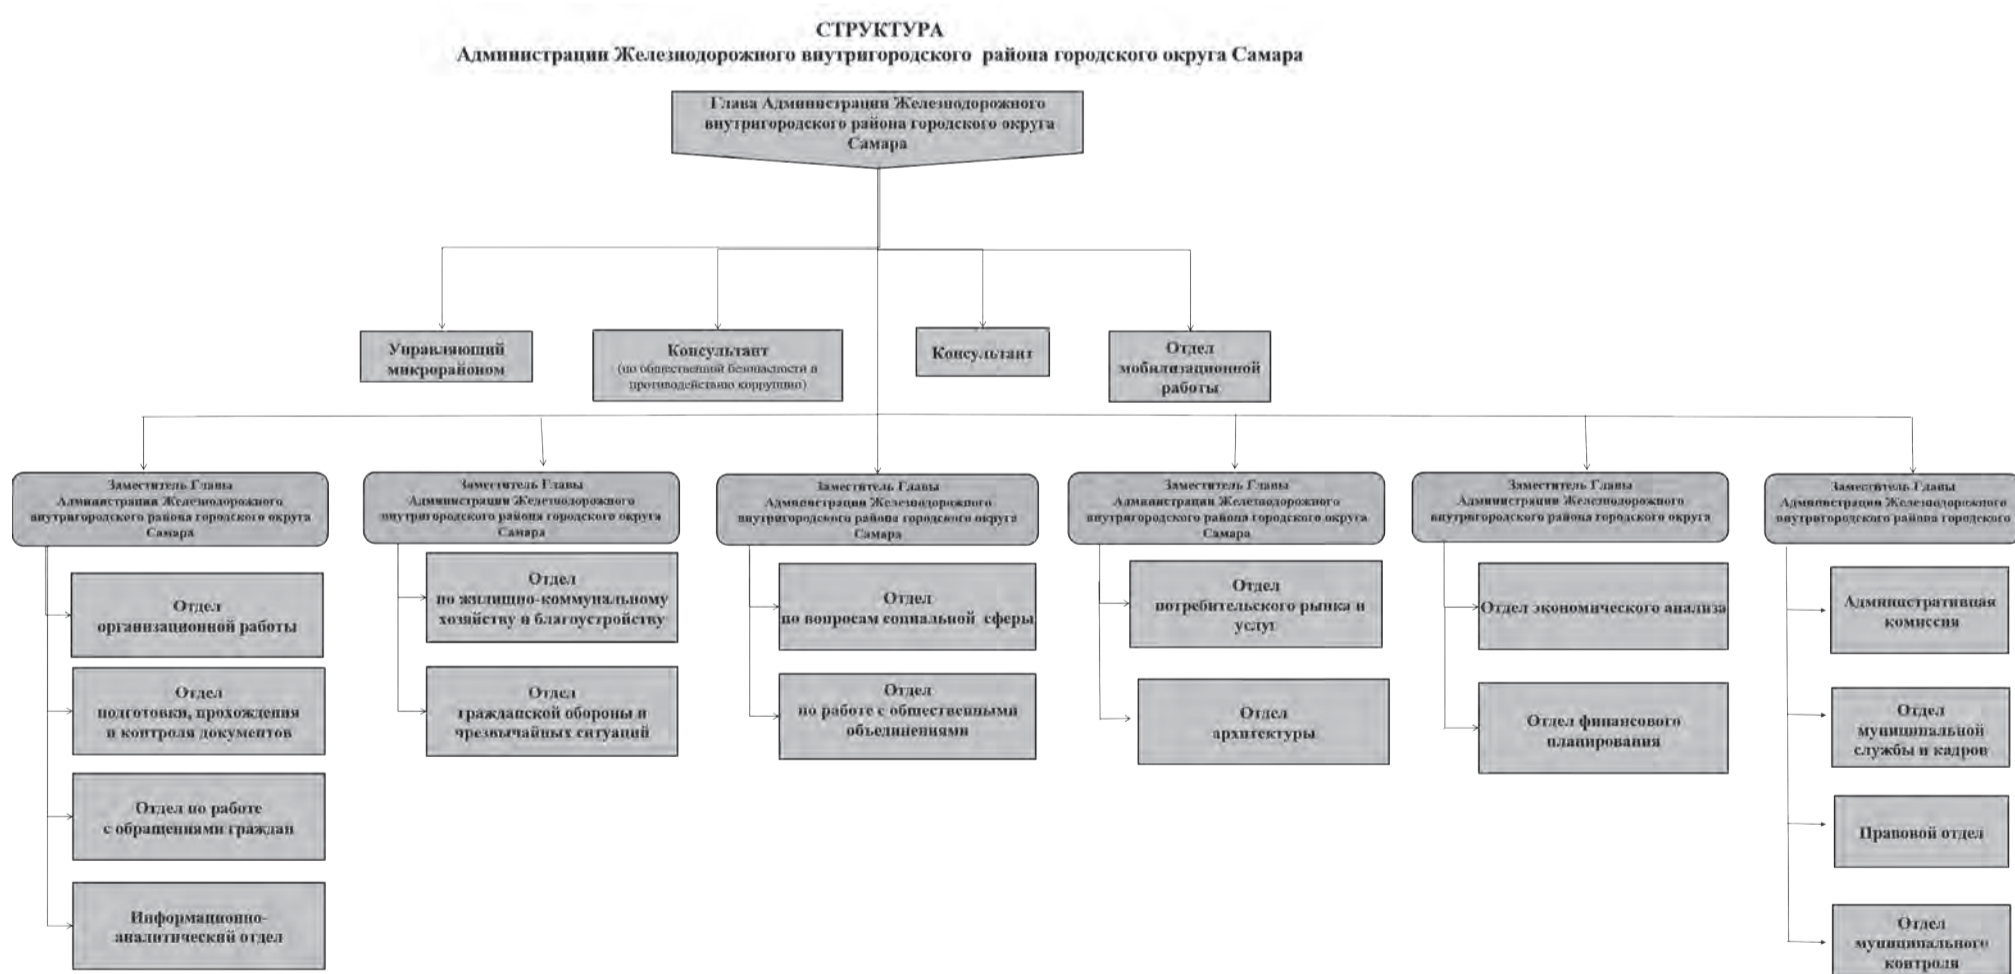 СТРУКТУРА
Администрации Железнодорожного внутригородского района городского округа Самара
Глава Администрации Железнодорожного
внутригородского района городского округа
Самара
Управляющий
микрорайоном
Консультант
(по общественной безопасности и
противодействию коррупции)
Консультант
Отдел
мобилизационной
работы
Заместитель Главы
Администрации Железнодорожного
внутригородского района городского округа
Самара
Заместитель Главы
Администрации Железнодорожного
внутригородского района городского округа
Самара
Заместитель Главы
Администрации Железнодорожного
внутригородского района городского округа
Самара
Заместитель Главы
Администрации Железнодорожного
внутригородского района городского округа
Самара
Заместитель Главы
Администрации Железнодорожного
внутригородского района городского округа
Заместитель Главы
Администрации Железнодорожного
внутригородского района городского
Отдел
организационной работы
Отдел
подготовки, прохождения
и контроля документов
Отдел по работе
с обращениями граждан
Информационно-
аналитический отдел
Отдел
по жилищно-коммунальному
хозяйству и благоустройству
Отдел
гражданской обороны и
чрезвычайных ситуаций
Отдел
по вопросам социальной сферы
Отдел
по работе с общественными
объединениями
Отдел
потребительского рынка и
услуг
Отдел
архитектуры
Отдел экономического анализа
Отдел финансового
планирования
Административная
комиссия
Отдел
муниципальной
службы и кадров
Правовой отдел
Отдел
муниципального
контроля